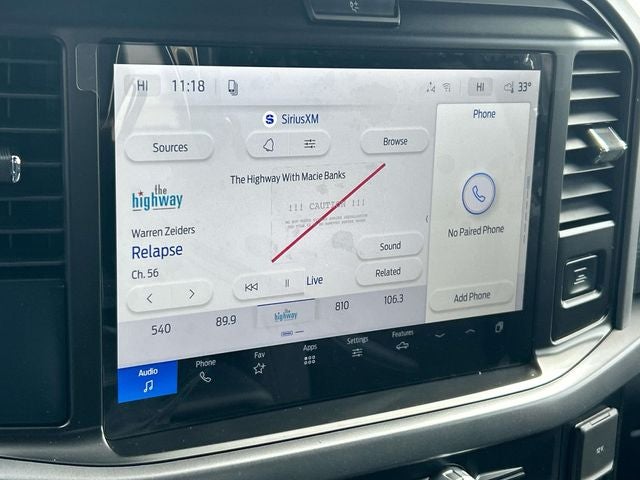 HI 11:18 HI 33°
SiriusXM
Sources Browse
Phone
The Highway With Macie Banks
the
highway
!!! CAUTION !!!
Warren Zeiders
Relapse
Ch. 56
No Paired Phone
Sound
Related
Live
Add Phone
540 89.9 the highway 810 106.3
Audio Phone Fav Apps Settings Features
12V